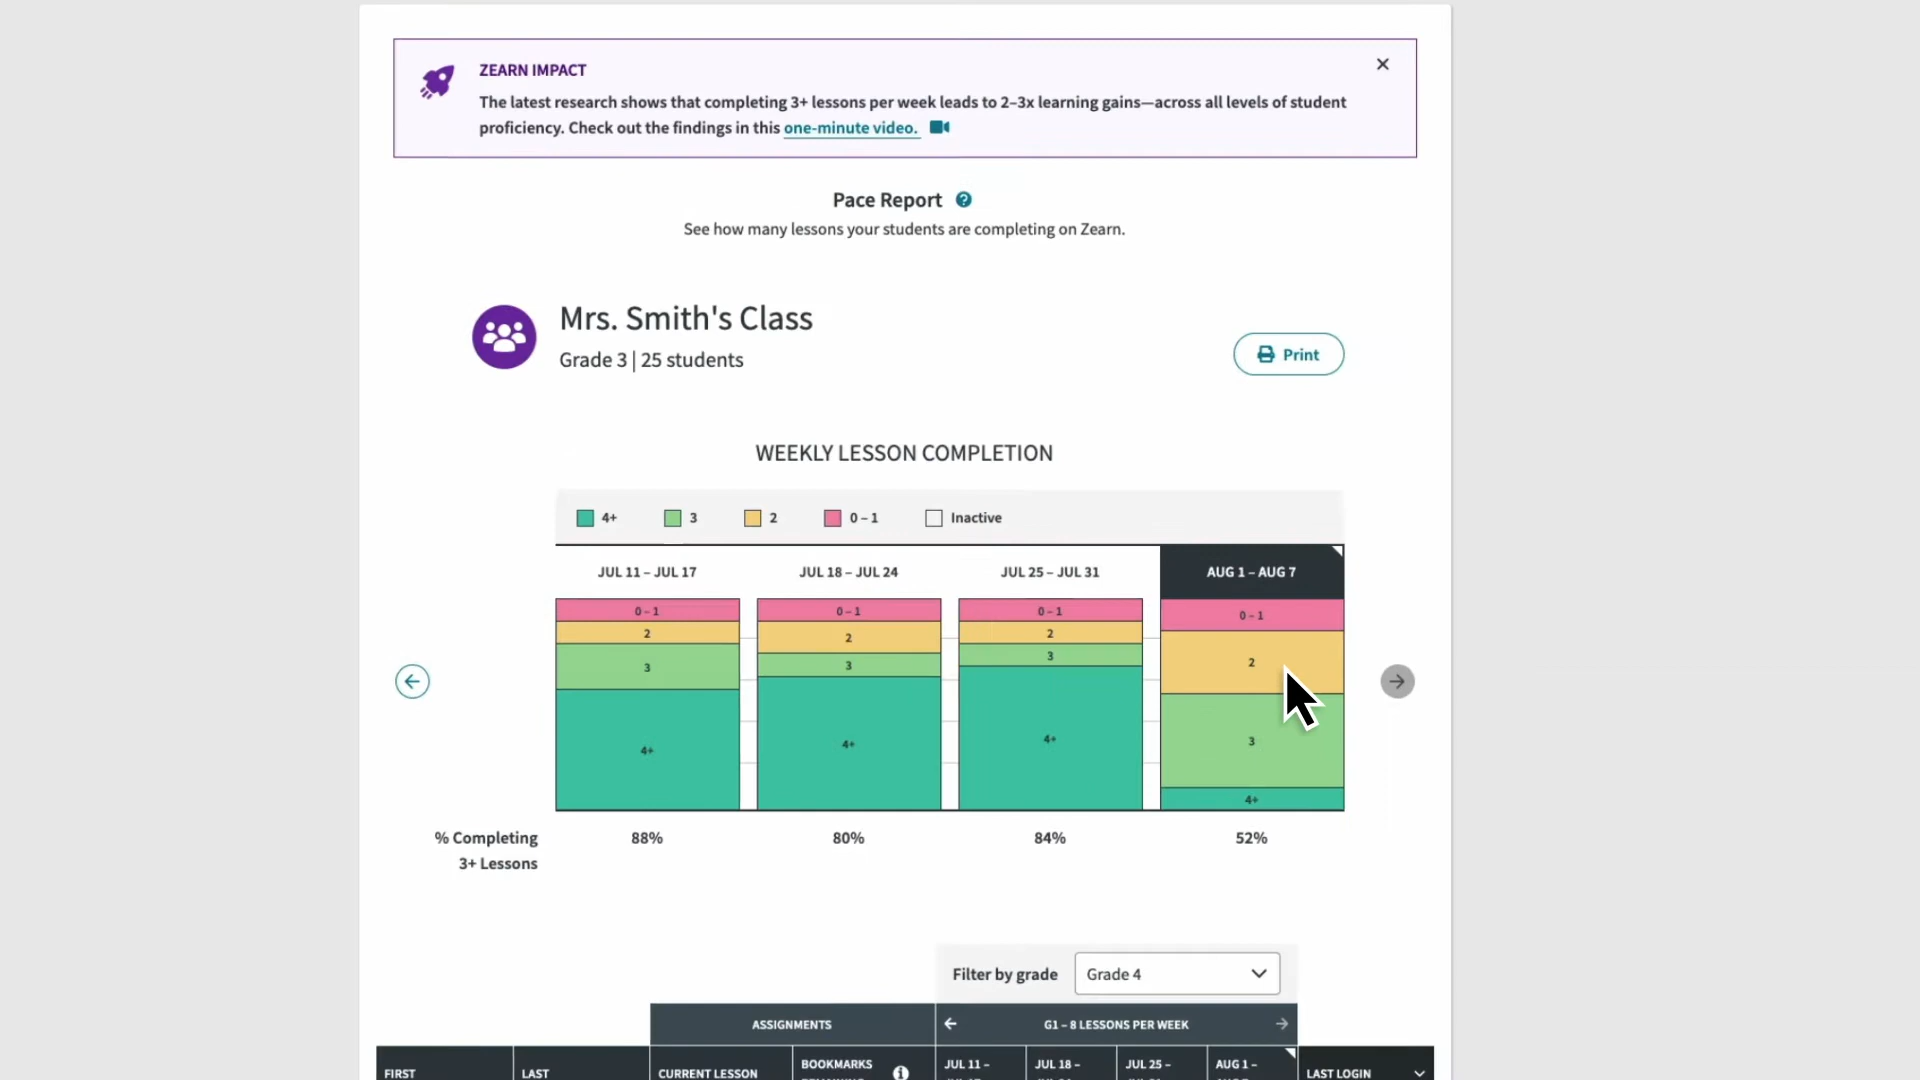 ZEARN IMPACT
The latest research shows that completing 3+ lessons per week leads to 2–3x learning gains—across all levels of student
proficiency. Check out the findings in this one-minute video.
Pace Report
See how many lessons your students are completing on Zearn.
Mrs. Smith's Class
Grade 3 | 25 students
Print
WEEKLY LESSON COMPLETION
4+ 3 2 0 – 1 Inactive
JUL 11 – JUL 17 JUL 18 – JUL 24 JUL 25 – JUL 31 AUG 1 – AUG 7
0 – 1 0 – 1 0 – 1 0 – 1
2 2 2 2
3 3 3 3
4+ 4+ 4+ 4+
% Completing
3+ Lessons
88% 80% 84% 52%
Filter by grade Grade 4
ASSIGNMENTS G1 – 8 LESSONS PER WEEK
BOOKMARKS JUL 11 – JUL 18 – JUL 25 – AUG 1 –
FIRST LAST CURRENT LESSON LAST LOGIN